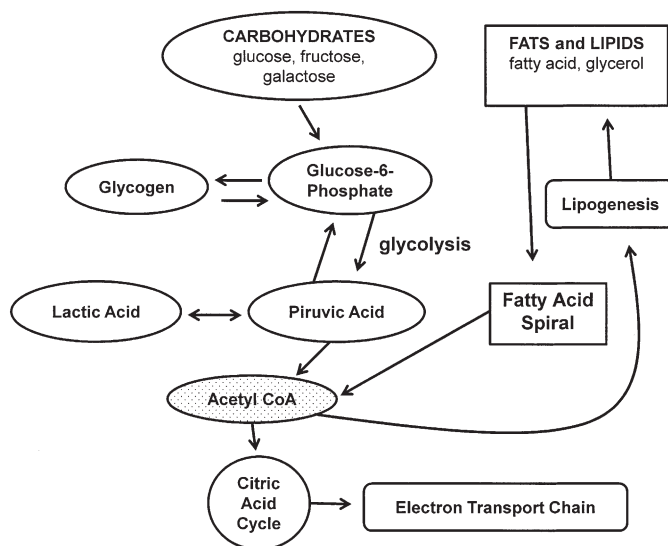 CARBOHYDRATES
glucose, fructose,
galactose
FATS and LIPIDS
fatty acid, glycerol
Glycogen
Glucose-6-
Phosphate
Lipogenesis
glycolysis
Lactic Acid
Piruvic Acid
Fatty Acid
Spiral
Acetyl CoA
Citric
Acid
Cycle
Electron Transport Chain